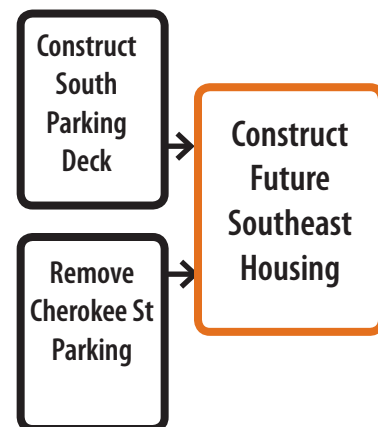 Construct
South
Parking
Deck
Remove
Cherokee St
Parking
Construct
Future
Southeast
Housing